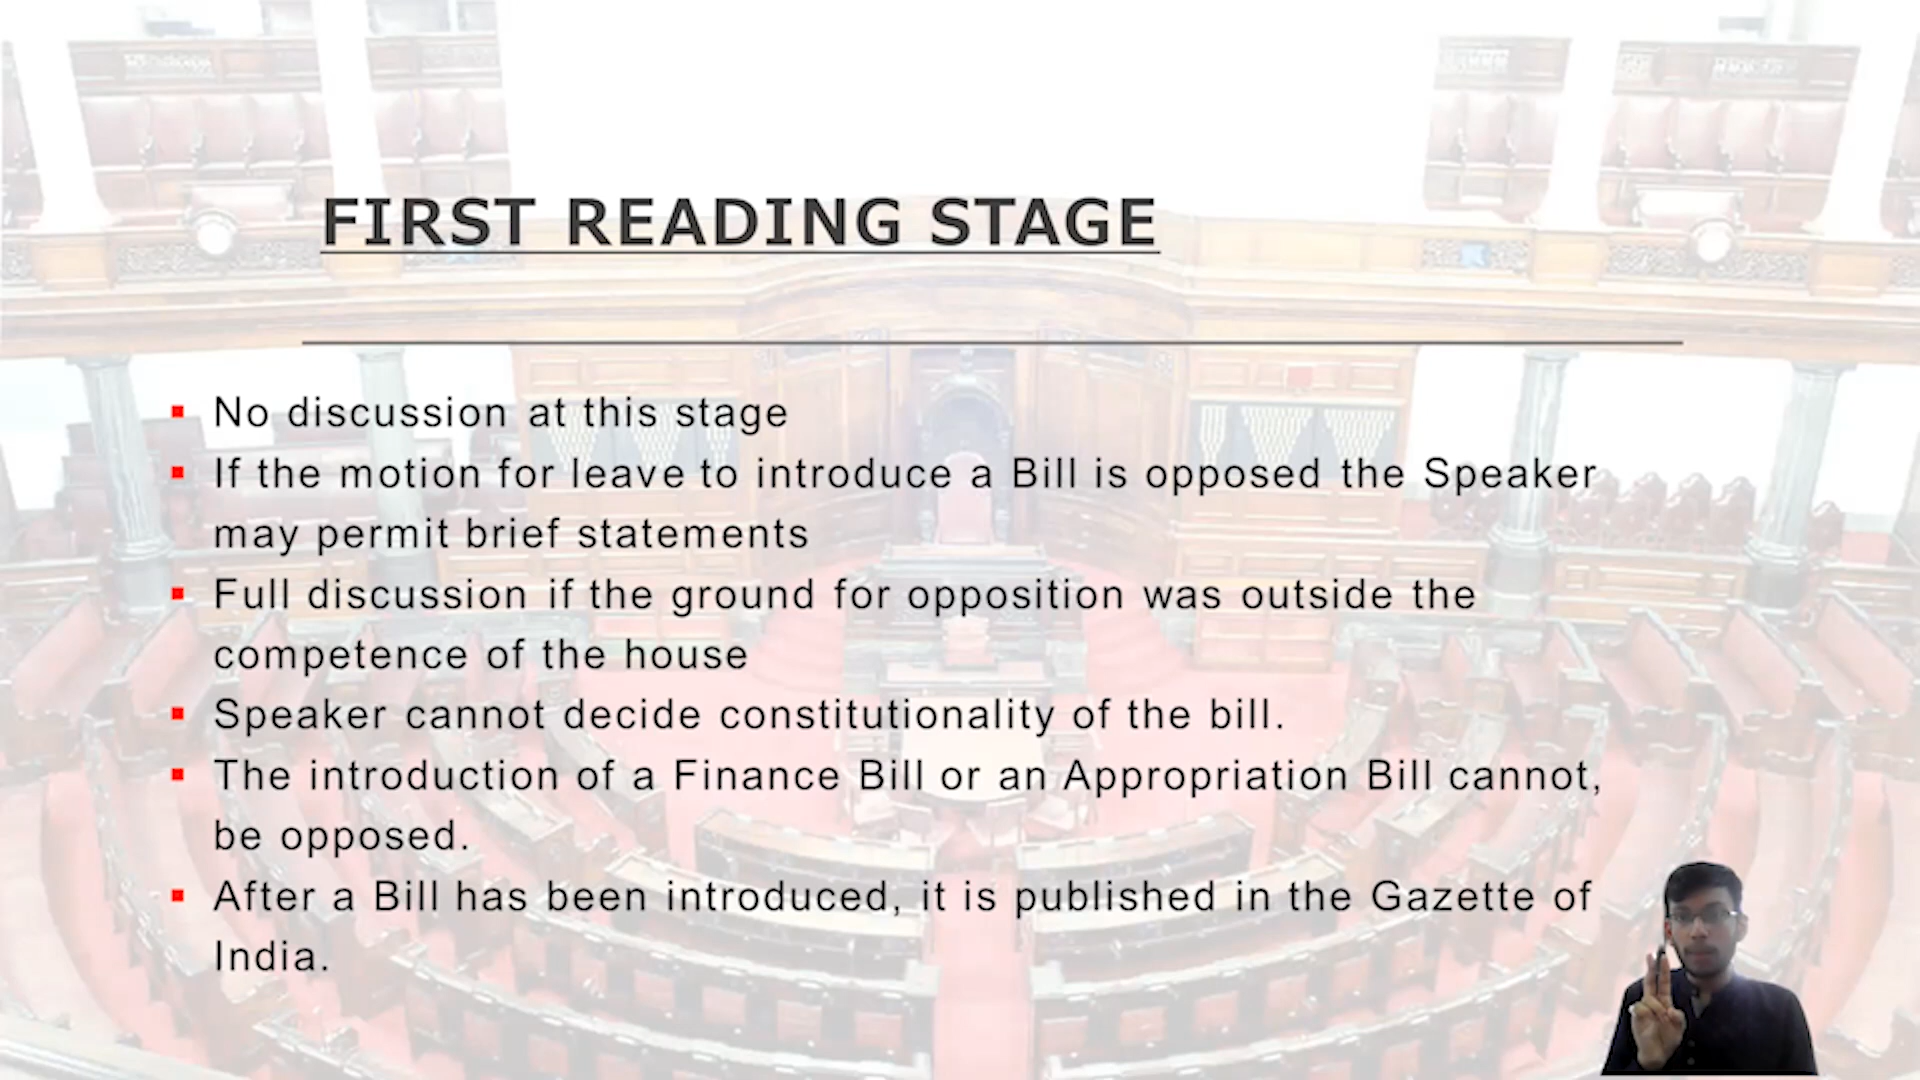 FIRST READING STAGE
No discussion at this stage
If the motion for leave to introduce a Bill is opposed the Speaker
may permit brief statements
Full discussion if the ground for opposition was outside the
competence of the house
Speaker cannot decide constitutionality of the bill.
The introduction of a Finance Bill or an Appropriation Bill cannot,
be opposed.
After a Bill has been introduced, it is published in the Gazette of
India.